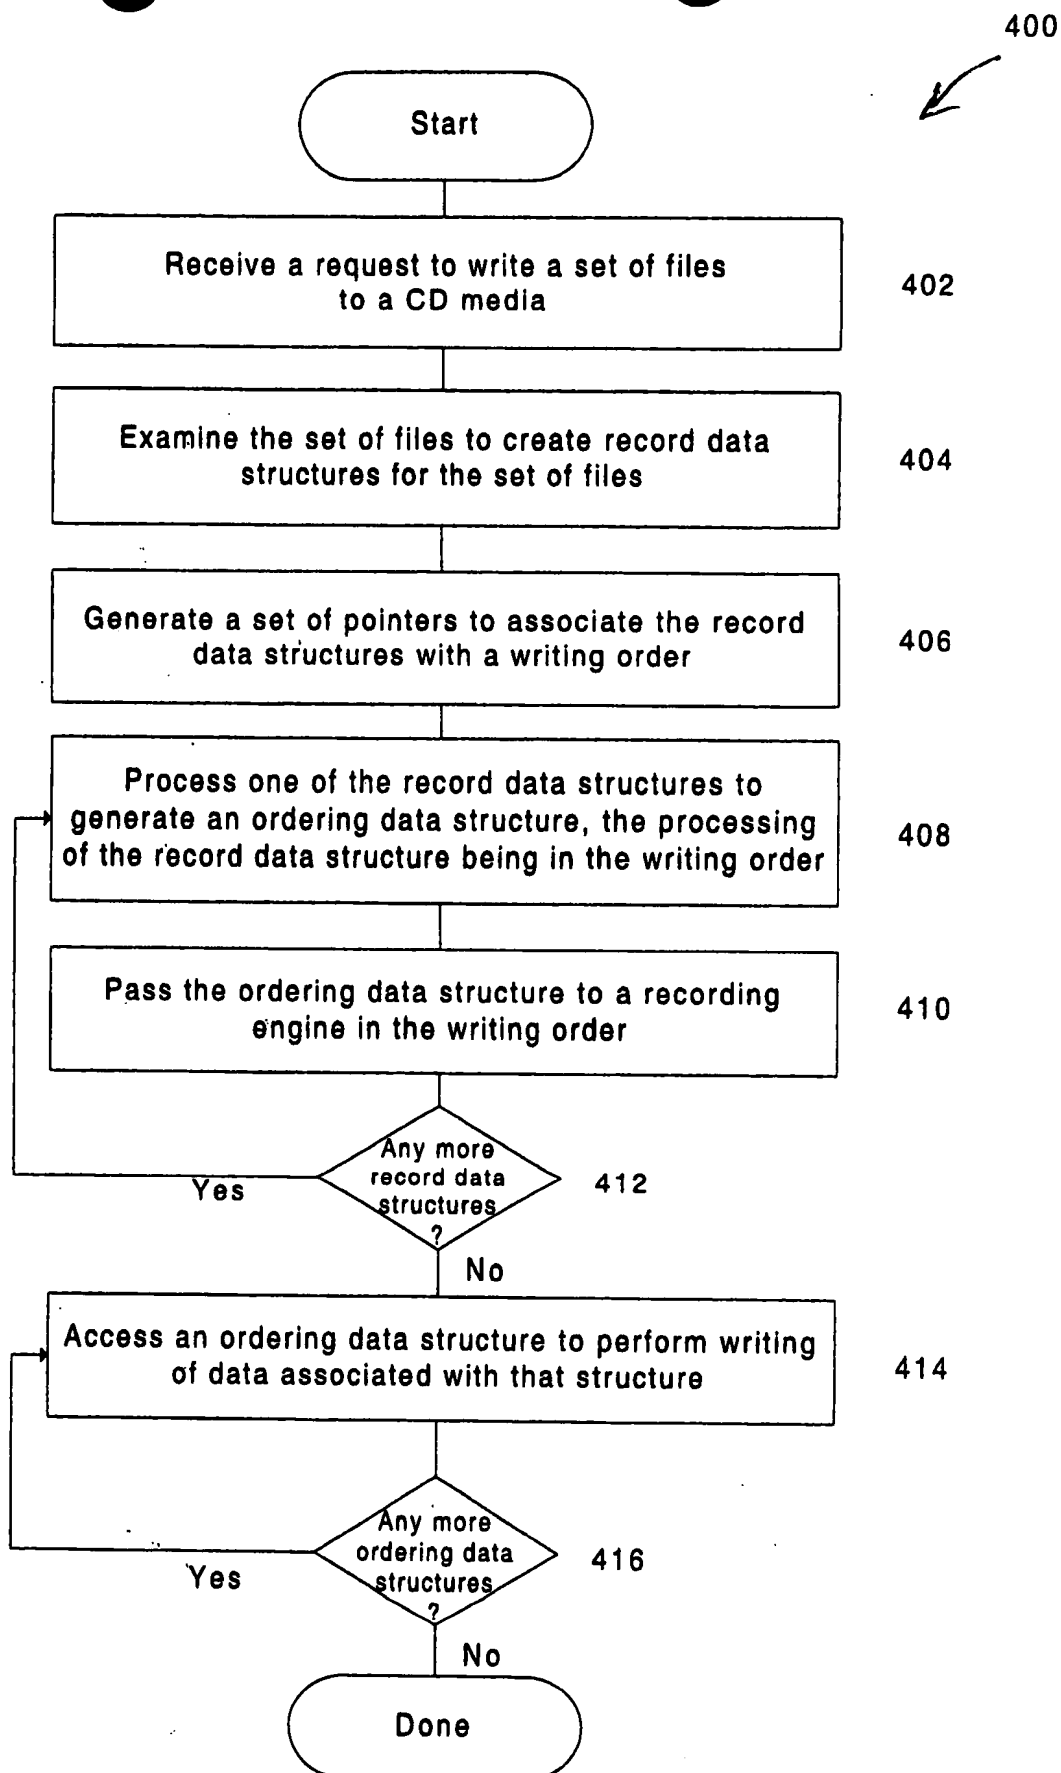 400
Start
Receive a request to write a set of files
to a CD media
402
Examine the set of files to create record data
structures for the set of files
404
Generate a set of pointers to associate the record
data structures with a writing order
406
Process one of the record data structures to
generate an ordering data structure, the processing
of the record data structure being in the writing order
408
Pass the ordering data structure to a recording
engine in the writing order
410
Any more
record data
structures
?
412
Yes
No
Access an ordering data structure to perform writing
of data associated with that structure
414
Any more
ordering data
structures
?
416
Yes
No
Done